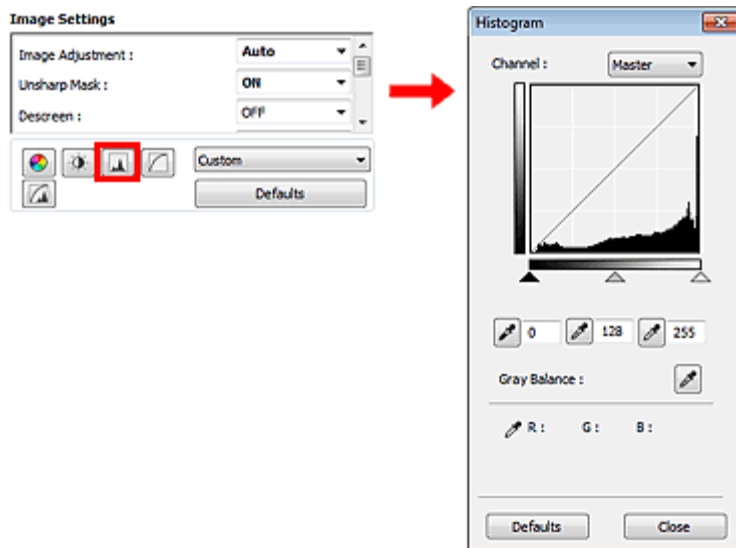 Image Settings
Image Adjustment : Auto
Unsharp Mask : ON
Descreen : OFF
Custom
Defaults
Histogram
Channel : Master
0 128 255
Gray Balance :
R : G : B :
Defaults Close